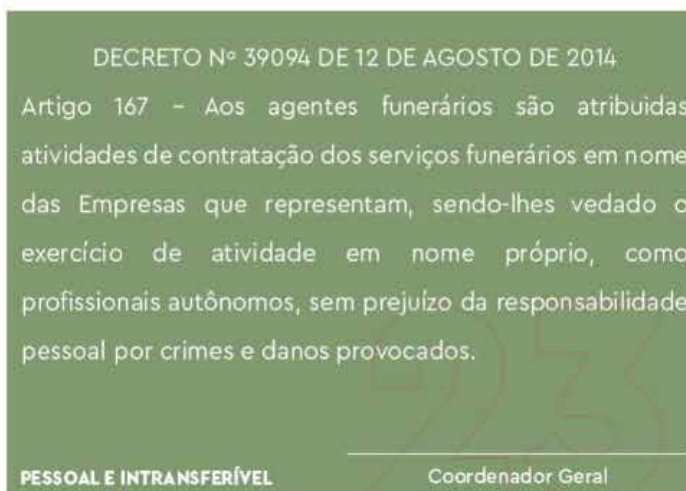 DECRETO Nº 39094 DE 12 DE AGOSTO DE 2014
Artigo 167 - Aos agentes funerários são atribuidas
atividades de contratação dos serviços funerários em nome
das Empresas que representam, sendo-lhes vedado o
exercício de atividade em nome próprio, como
profissionais autônomos, sem prejuízo da responsabilidade
pessoal por crimes e danos provocados.
23
PESSOAL E INTRANSFERÍVEL
Coordenador Geral